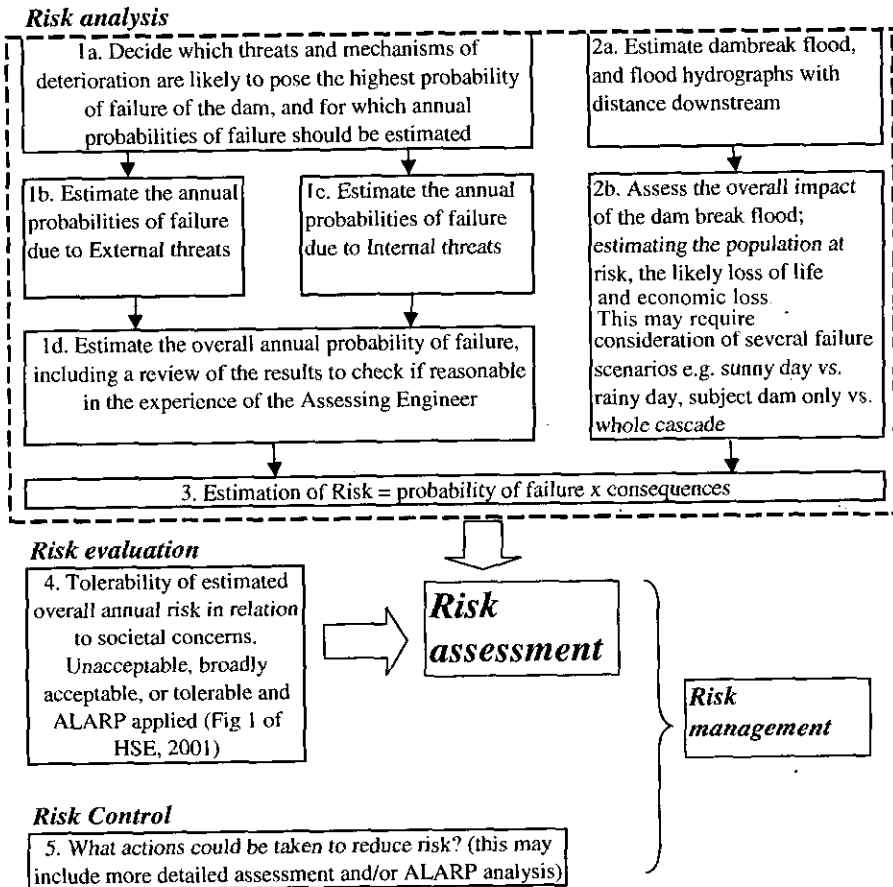 Risk analysis
1a. Decide which threats and mechanisms of
deterioration are likely to pose the highest probability
of failure of the dam, and for which annual
probabilities of failure should be estimated
2a. Estimate dambreak flood,
and flood hydrographs with
distance downstream
1b. Estimate the annual
probabilities of failure
due to External threats
1c. Estimate the annual
probabilities of failure
due to Internal threats
2b. Assess the overall impact
of the dam break flood;
estimating the population at
risk, the likely loss of life
and economic loss.
This may require
consideration of several failure
scenarios e.g. sunny day vs.
rainy day, subject dam only vs.
whole cascade
1d. Estimate the overall annual probability of failure,
including a review of the results to check if reasonable
in the experience of the Assessing Engineer
3. Estimation of Risk = probability of failure x consequences
Risk evaluation
4. Tolerability of estimated
overall annual risk in relation
to societal concerns.
Unacceptable, broadly
acceptable, or tolerable and
ALARP applied (Fig 1 of
HSE, 2001)
Risk
assessment
Risk
management
Risk Control
5. What actions could be taken to reduce risk? (this may
include more detailed assessment and/or ALARP analysis)